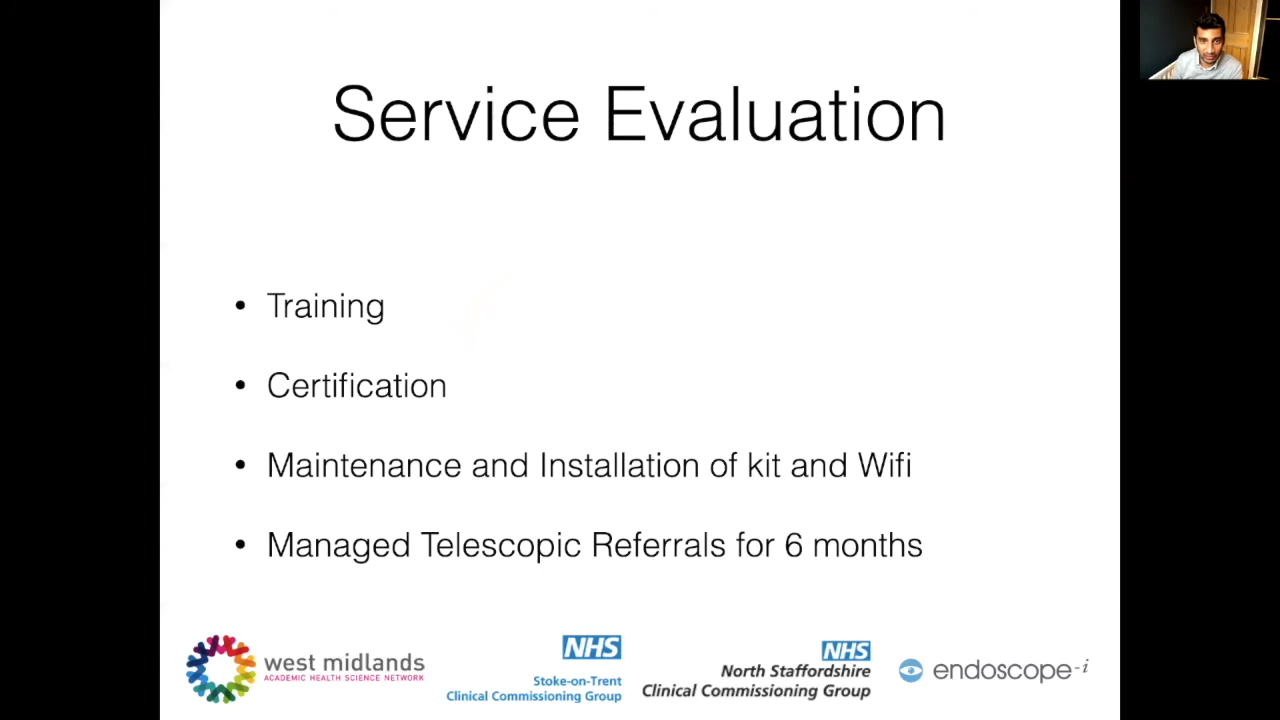 Service Evaluation
• Training
• Certification
• Maintenance and Installation of kit and Wifi
• Managed Telescopic Referrals for 6 months
west midlands
ACADEMIC HEALTH SCIENCE NETWORK
NHS
Stoke-on-Trent
Clinical Commissioning Group
NHS
North Staffordshire
Clinical Commissioning Group
endoscope-i